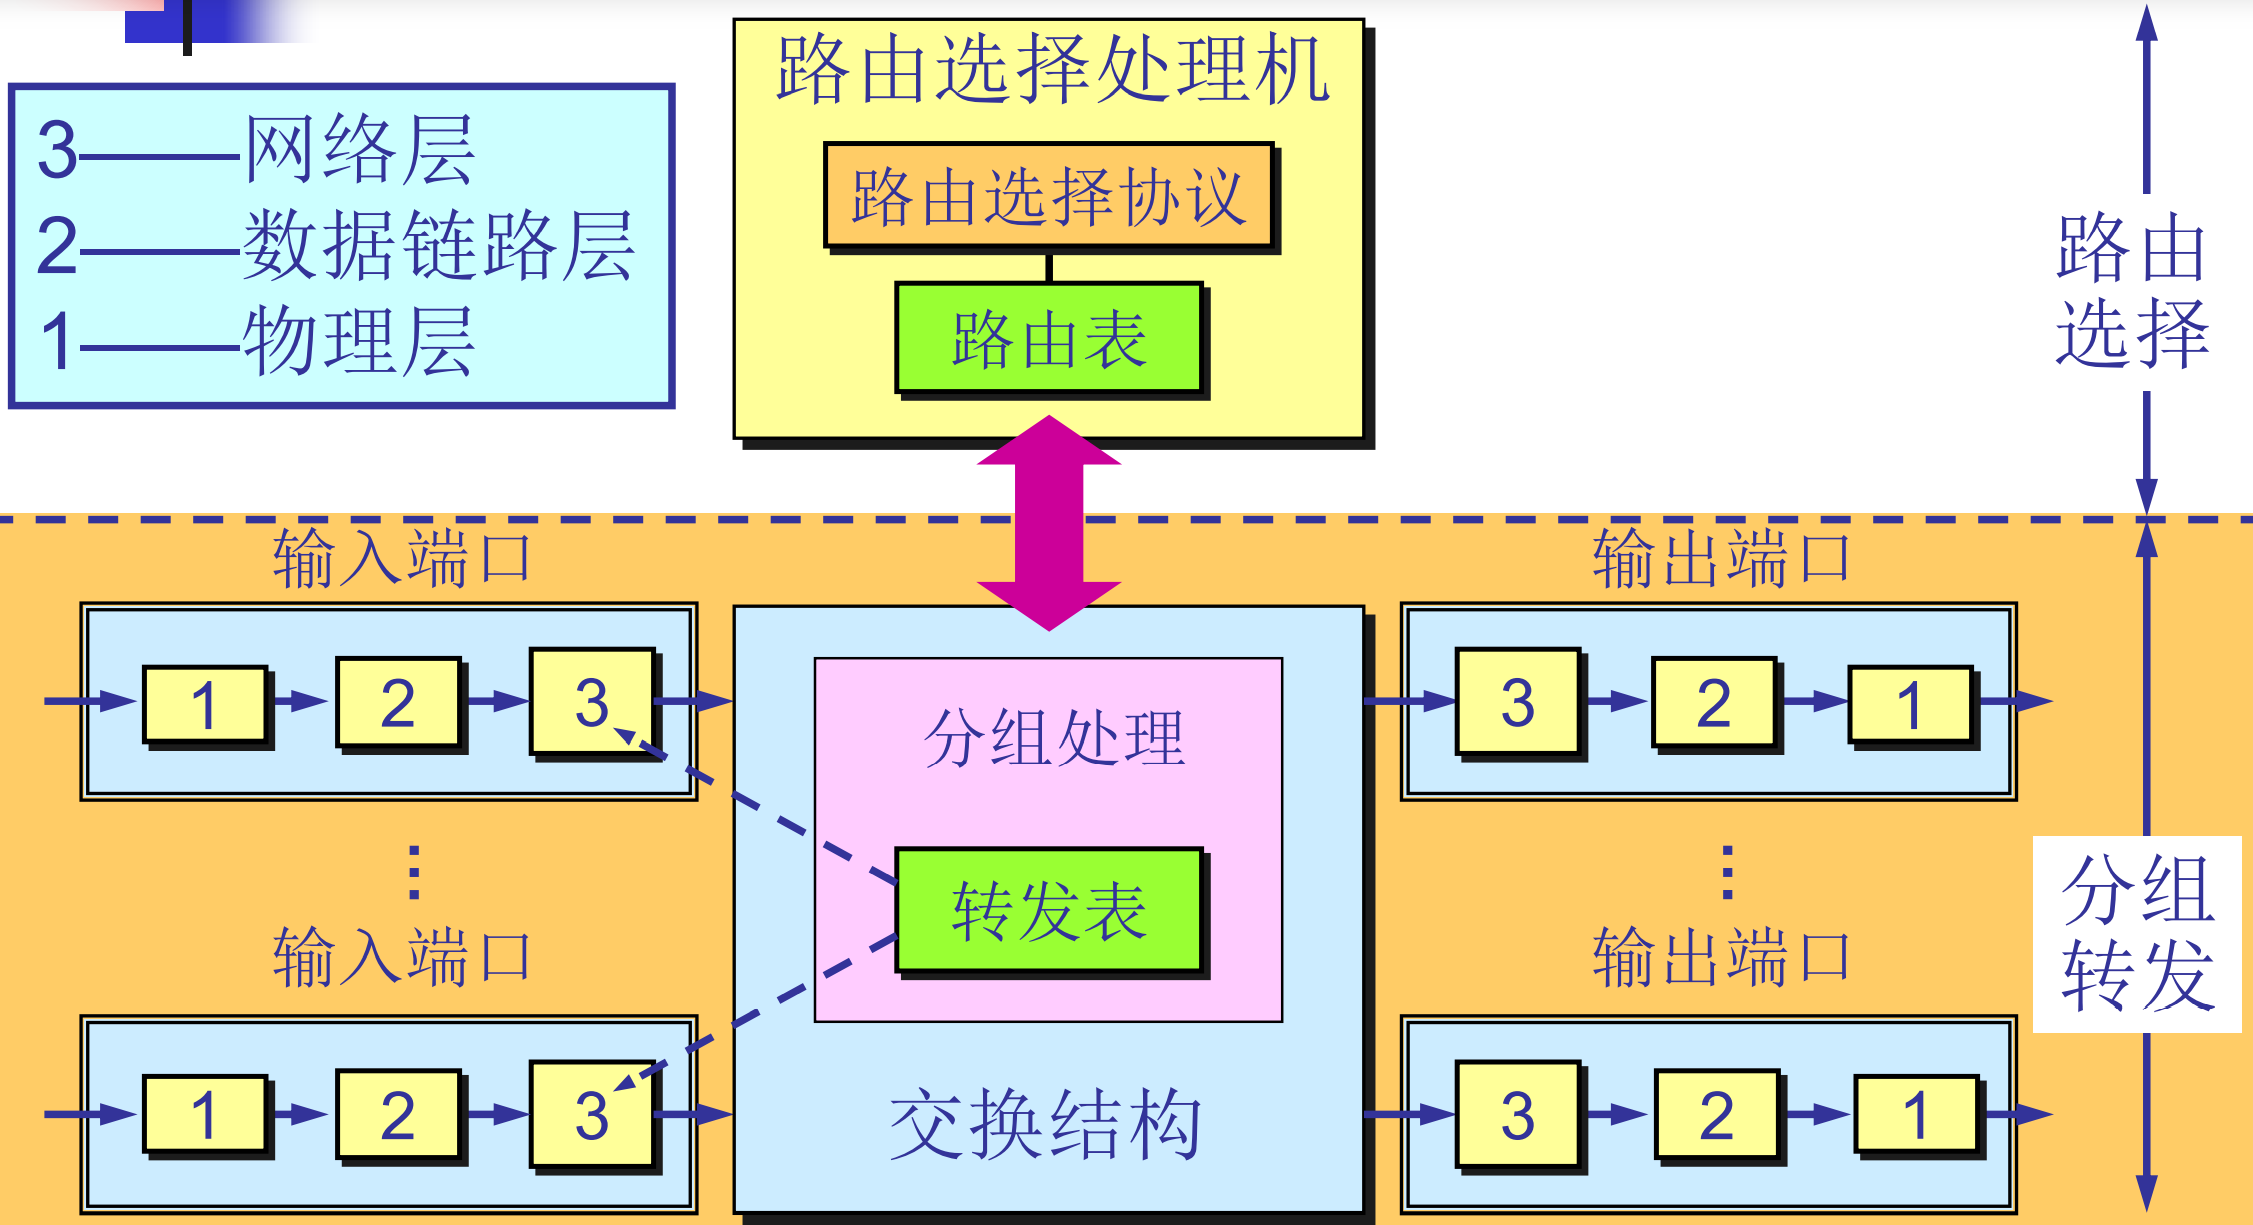 3——网络层
2——数据链路层
1——物理层
路由选择处理机
路由选择协议
路由表
路由
选择
输入端口
1 2 3
输出端口
3 2 1
分组处理
转发表
交换结构
⋮
⋮
输入端口
1 2 3
输出端口
3 2 1
分组
转发